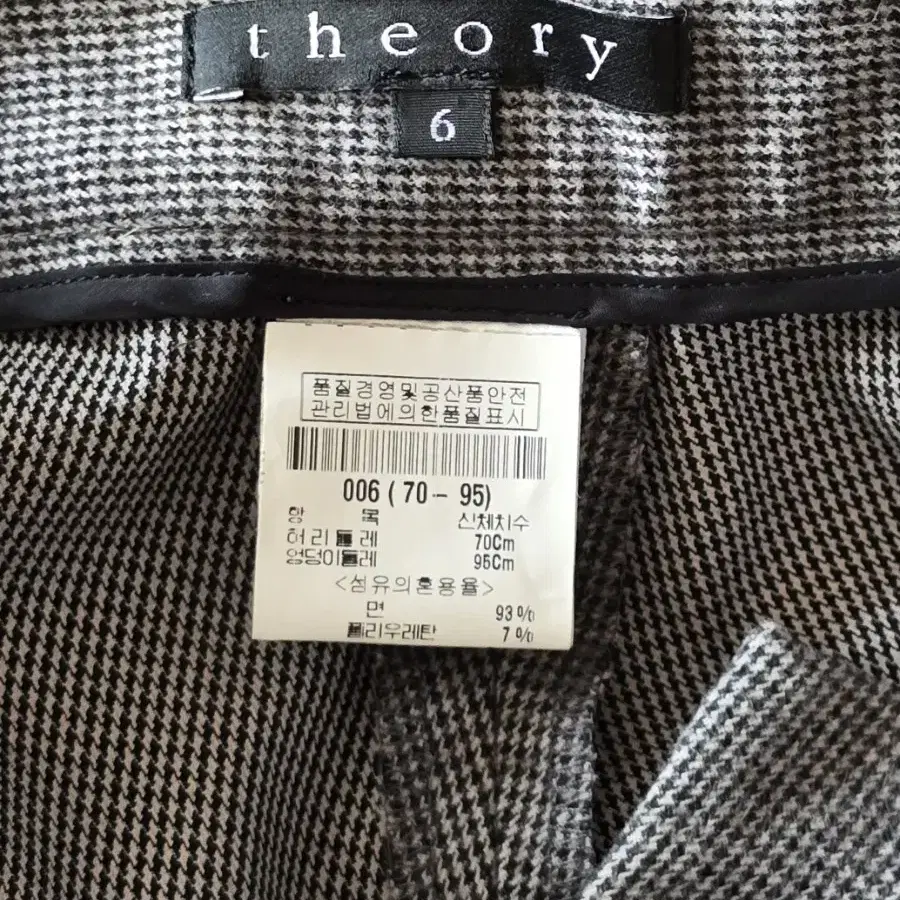 theory
6
품질경영및공산품안전
관리법에의한품질표시
006 ( 70 - 95)
항 목 신체치수
허리둘레 70Cm
엉덩이둘레 95Cm
<섬유의혼용율>
면 93%
폴리우레탄 7%